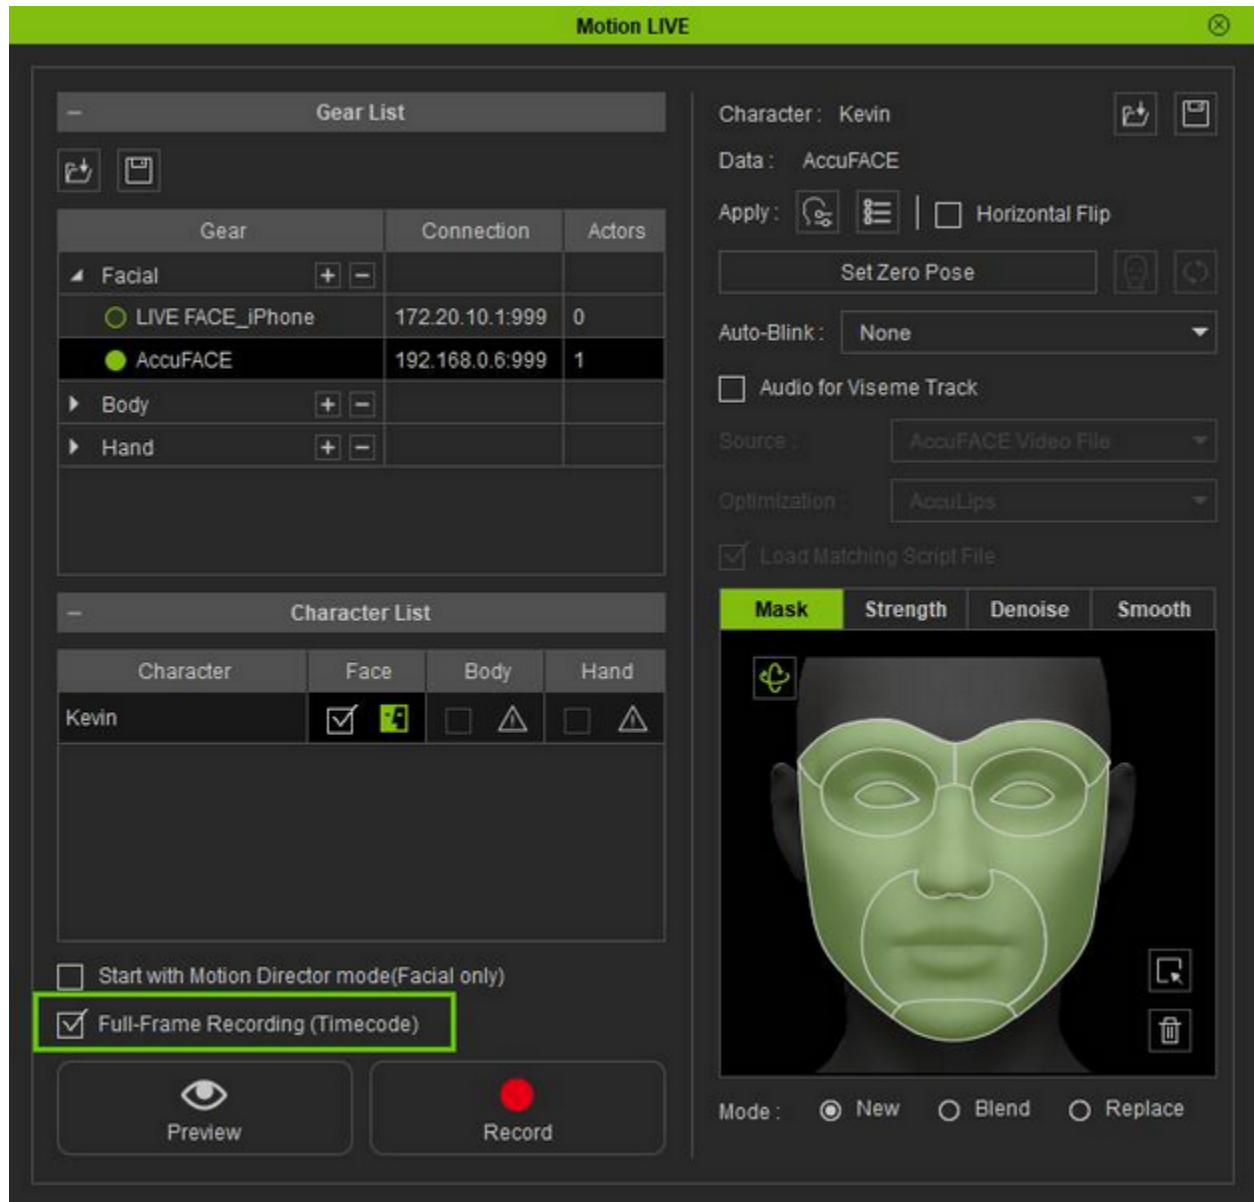 Motion LIVE
Gear List
Gear Connection Actors
Facial
LIVE FACE_iPhone 172.20.10.1:999 0
AccuFACE 192.168.0.6:999 1
Body
Hand
Character List
Character Face Body Hand
Kevin
Start with Motion Director mode(Facial only)
Full-Frame Recording (Timecode)
Preview
Record
Character : Kevin
Data : AccuFACE
Apply : Horizontal Flip
Set Zero Pose
Auto-Blink : None
Audio for Viseme Track
Source : AccuFACE Video File
Optimization : AccuLips
Load Matching Script File
Mask Strength Denoise Smooth
Mode : New Blend Replace